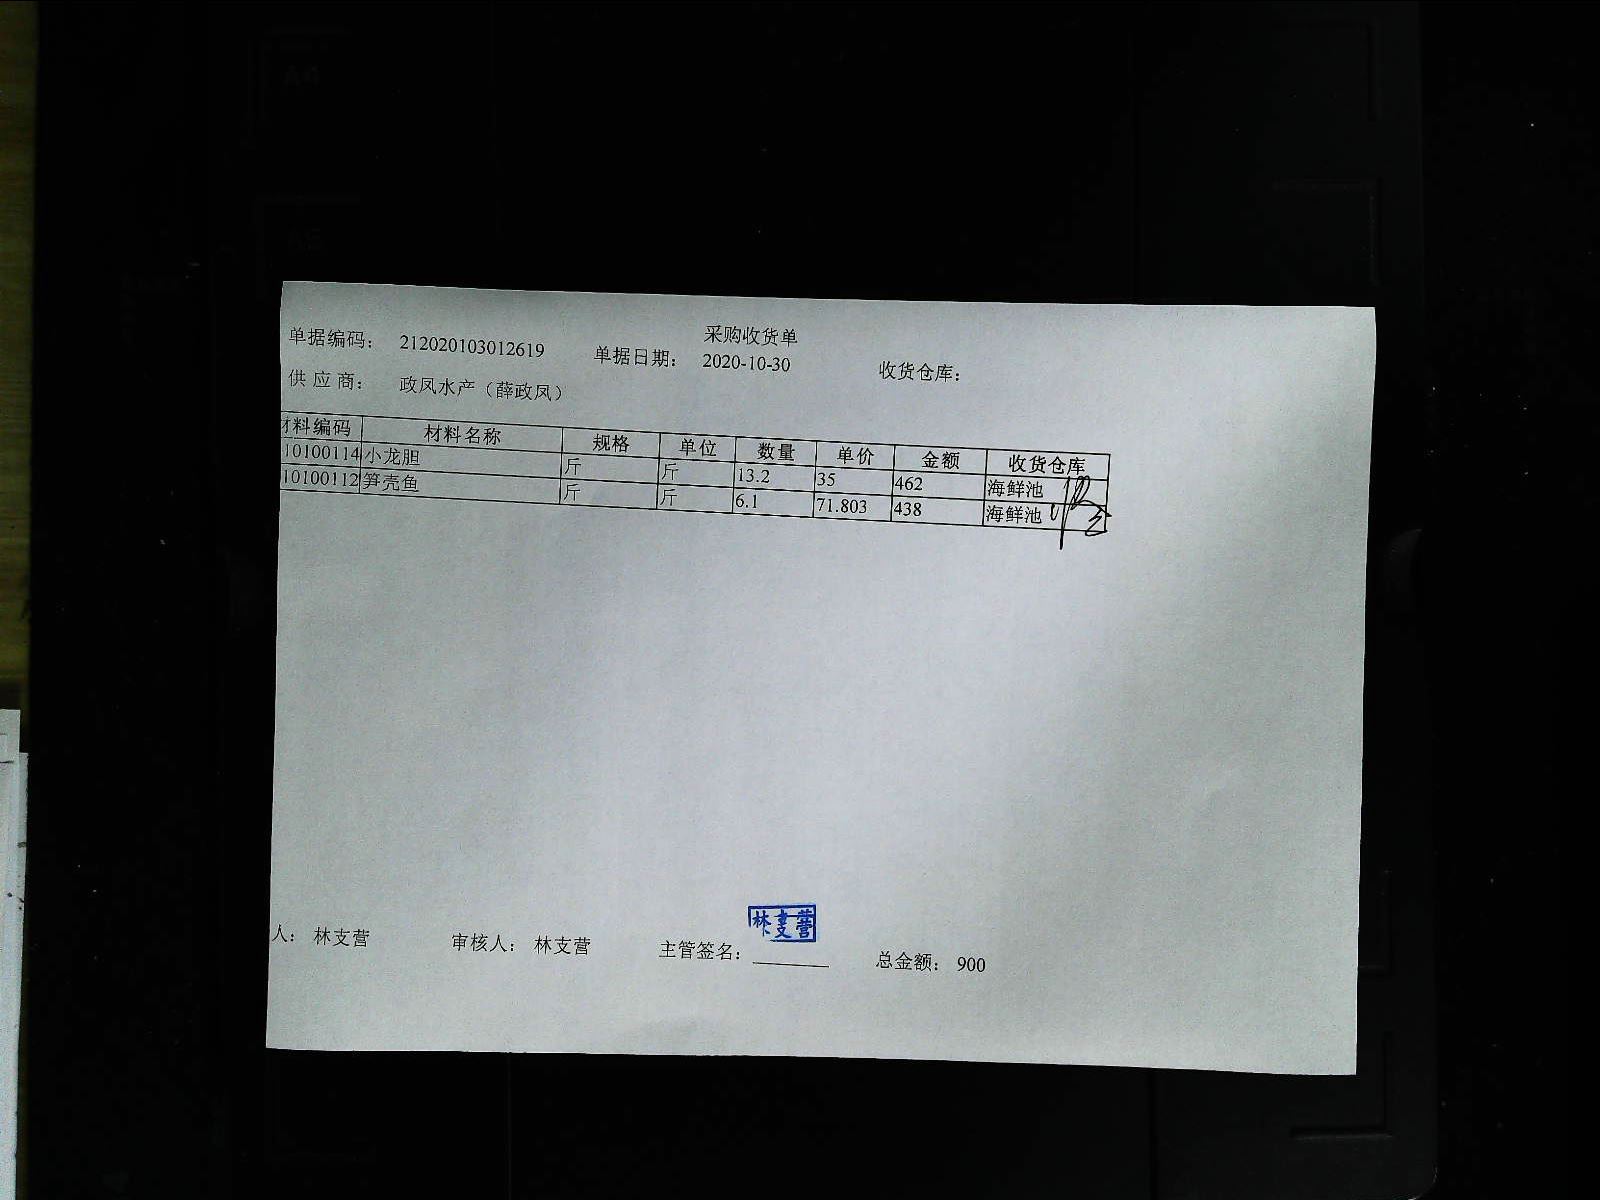 采购收货单
单据编码： 212020103012619 单据日期： 2020-10-30 收货仓库：
供应商： 政凤水产（薛政凤）
材料编码 材料名称 规格 单位 数量 单价 金额 收货仓库
10100114 小龙胆 斤 斤 13.2 35 462 海鲜池
10100112 笋壳鱼 斤 斤 6.1 71.803 438 海鲜池
林支营
人： 林支营 审核人： 林支营 主管签名： 总金额： 900